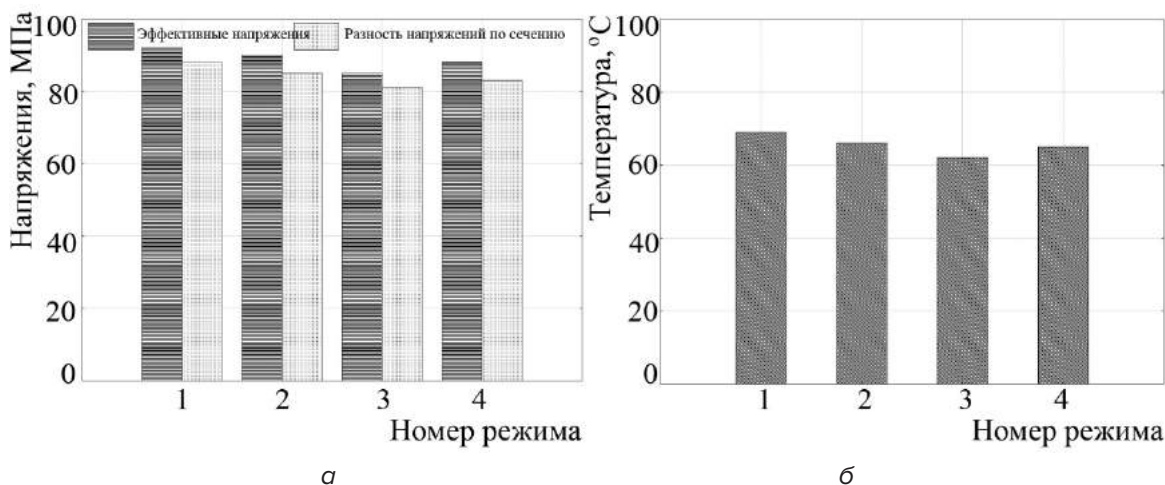 Напряжения, МПа
100
80
60
40
20
0
Эффективные напряжения
Разность напряжений по сечению
1 2 3 4
Номер режима
а
Температура, °С
100
80
60
40
20
0
1 2 3 4
Номер режима
б